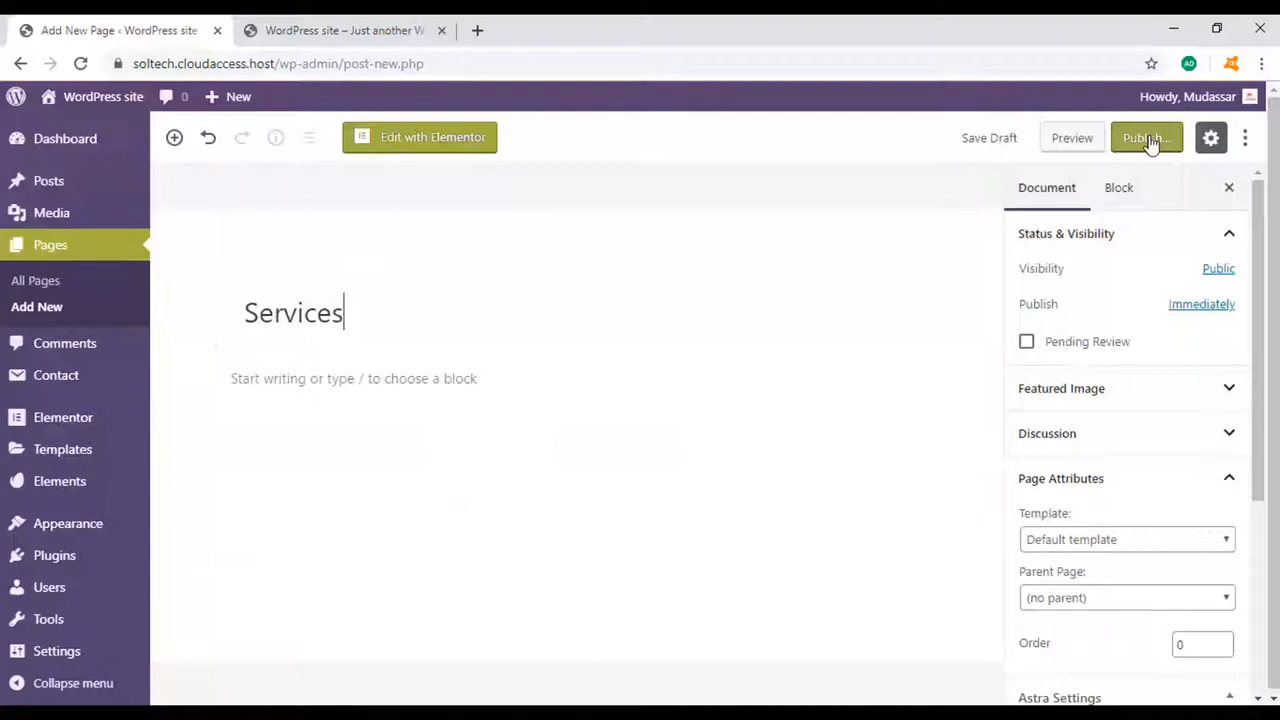 Add New Page ‹ WordPress site
WordPress site – Just another W
soltech.cloudaccess.host/wp-admin/post-new.php
AD
WordPress site
0
New
Howdy, Mudassar
Dashboard
Posts
Media
Pages
All Pages
Add New
Comments
Contact
Elementor
Templates
Elements
Appearance
Plugins
Users
Tools
Settings
Collapse menu
Edit with Elementor
Save Draft
Preview
Publish...
Services
Start writing or type / to choose a block
Document
Block
Status & Visibility
Visibility
Public
Publish
Immediately
Pending Review
Featured Image
Discussion
Page Attributes
Template:
Default template
Parent Page:
(no parent)
Order
0
Astra Settings